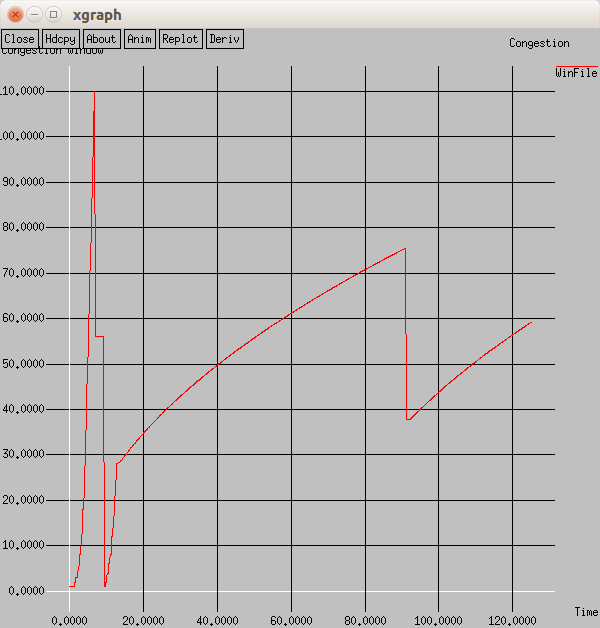 xgraph
Close Hdcpy About Anim Replot Deriv
Congestion Window
Congestion
WinFile
10.0000
100.0000
90.0000
80.0000
70.0000
60.0000
50.0000
40.0000
30.0000
20.0000
10.0000
0.0000
Time
0.0000 20.0000 40.0000 60.0000 80.0000 100.0000 120.0000